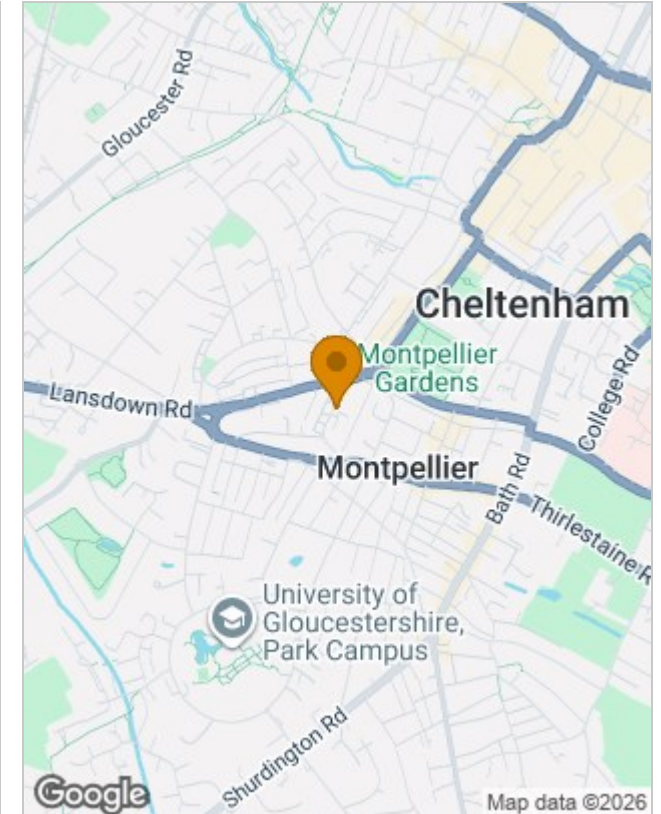 Gloucester Rd
Cheltenham
Montpellier
Gardens
College Rd
Lansdown Rd
Montpellier
Bath Rd
Thirlestaine R
University of
Gloucestershire,
Park Campus
Shurdington Rd
Google
Map data ©2026